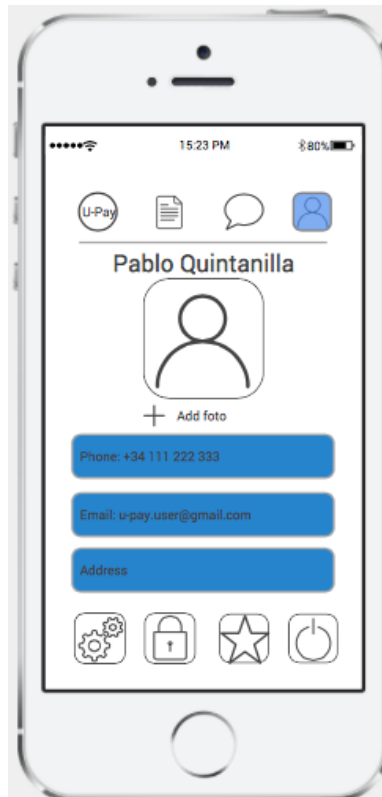 15:23 PM
80%
U-Pay
Pablo Quintanilla
Add foto
Phone: +34 111 222 333
Email: u-pay.user@gmail.com
Address